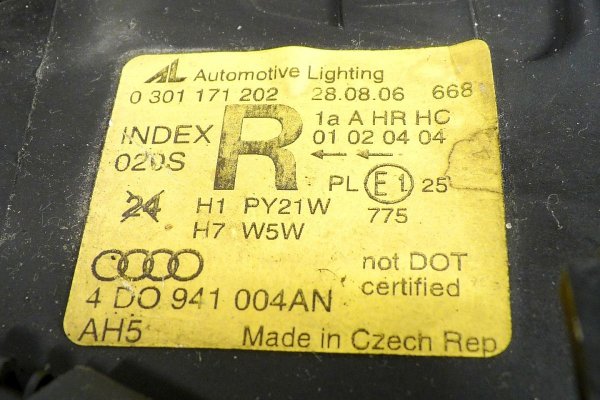 AL Automotive Lighting
0 301 171 202 28.08.06 668
INDEX R 1a A HR HC
020S 01 02 04 04
PL E1 25
24 H1 PY21W 775
H7 W5W
not DOT
4 DO 941 004AN certified
AH5 Made in Czech Rep